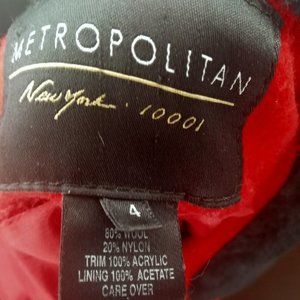 METROPOLITAN
New York · 10001
4
80% WOOL
20% NYLON
TRIM 100% ACRYLIC
LINING 100% ACETATE
CARE OVER